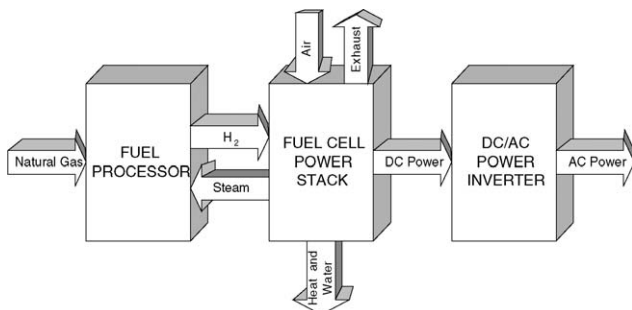 Air
Exhaust
Natural Gas
FUEL
PROCESSOR
H2
Steam
FUEL CELL
POWER
STACK
DC Power
DC/AC
POWER
INVERTER
AC Power
Heat and
Water